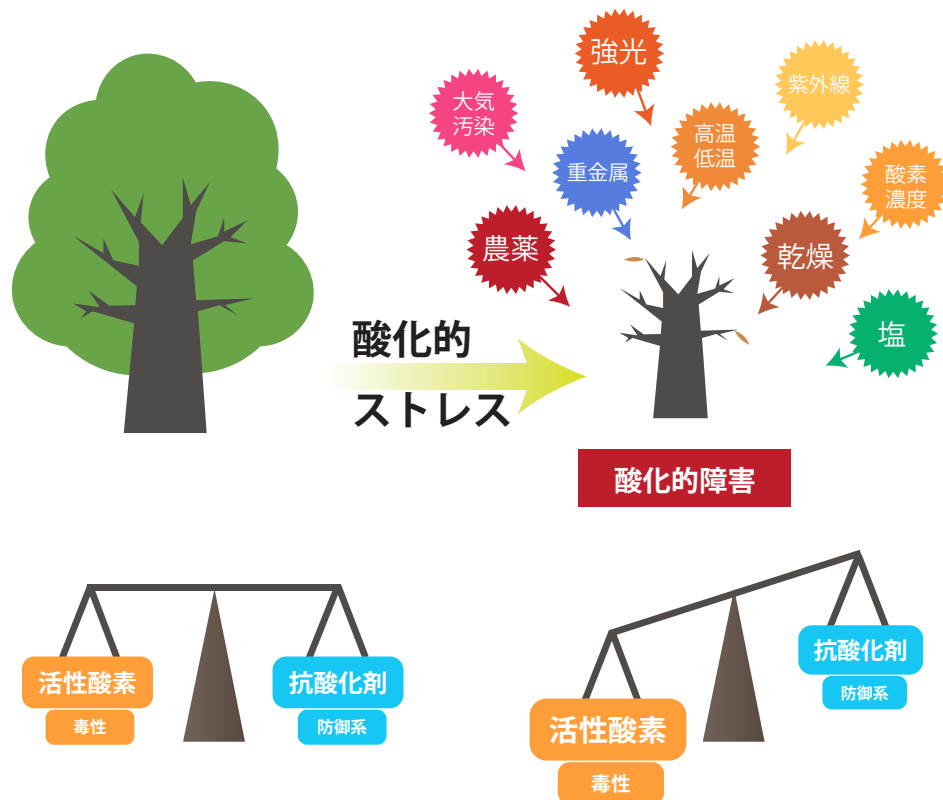 強光
紫外線
大気
汚染
高温
低温
重金属
酸素
濃度
農薬
乾燥
塩
酸化的
ストレス
酸化的障害
活性酸素
毒性
抗酸化剤
防御系
抗酸化剤
防御系
活性酸素
毒性